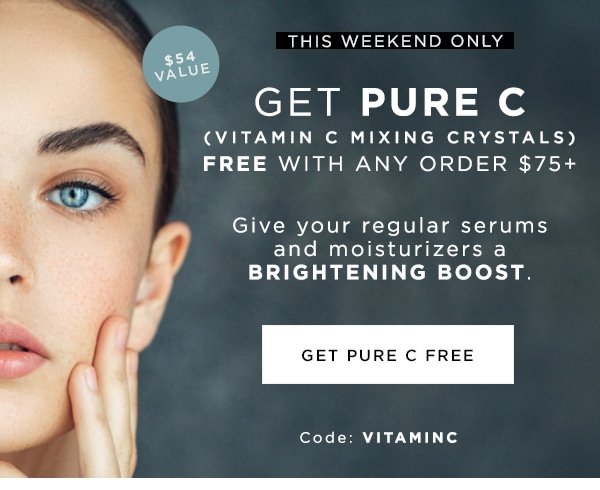 THIS WEEKEND ONLY
$54
VALUE
GET PURE C
(VITAMIN C MIXING CRYSTALS)
FREE WITH ANY ORDER $75+
Give your regular serums
and moisturizers a
BRIGHTENING BOOST.
GET PURE C FREE
Code: VITAMINC